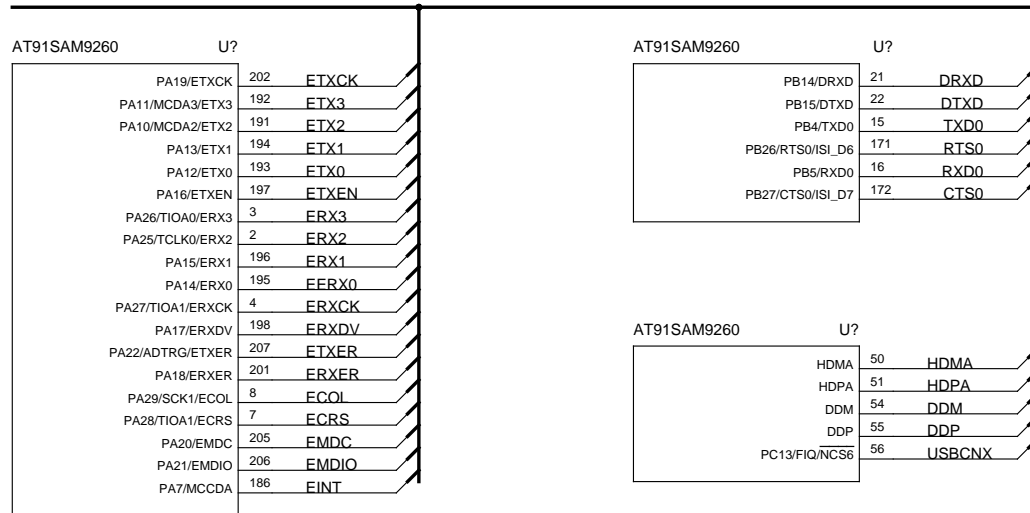 AT91SAM9260 U?
PA19/ETXCK 202 ETXCK
PA11/MCDA3/ETX3 192 ETX3
PA10/MCDA2/ETX2 191 ETX2
PA13/ETX1 194 ETX1
PA12/ETX0 193 ETX0
PA16/ETXEN 197 ETXEN
PA26/TIOA0/ERX3 3 ERX3
PA25/TCLK0/ERX2 2 ERX2
PA15/ERX1 196 ERX1
PA14/ERX0 195 EERX0
PA27/TIOA1/ERXCK 4 ERXCK
PA17/ERXDV 198 ERXDV
PA22/ADTRG/ETXER 207 ETXER
PA18/ERXER 201 ERXER
PA29/SCK1/ECOL 8 ECOL
PA28/TIOA1/ECRS 7 ECRS
PA20/EMDC 205 EMDC
PA21/EMDIO 206 EMDIO
PA7/MCCDA 186 EINT
AT91SAM9260 U?
PB14/DRXD 21 DRXD
PB15/DTXD 22 DTXD
PB4/TXD0 15 TXD0
PB26/RTS0/ISI_D6 171 RTS0
PB5/RXD0 16 RXD0
PB27/CTS0/ISI_D7 172 CTS0
AT91SAM9260 U?
HDMA 50 HDMA
HDPA 51 HDPA
DDM 54 DDM
DDP 55 DDP
PC13/FIQ/NCS6 56 USBCNX